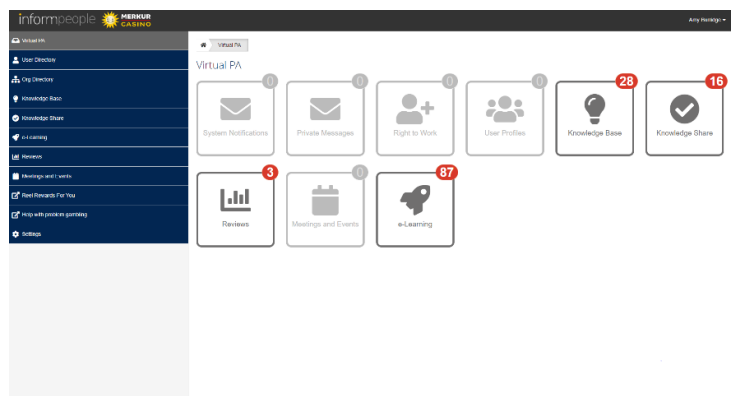 informpeople MERKUR
CASINO
Virtual PA
User Directory
Org Directory
Knowledge Base
Knowledge Share
e-Learning
Reviews
Meetings and Events
Reel Rewards For You
Help with problem gambling
Settings
Virtual PA
Virtual PA
0 0 0 0 28 16
System Notifications Private Messages Right to Work User Profiles Knowledge Base Knowledge Share
3 0 87
Reviews Meetings and Events e-Learning